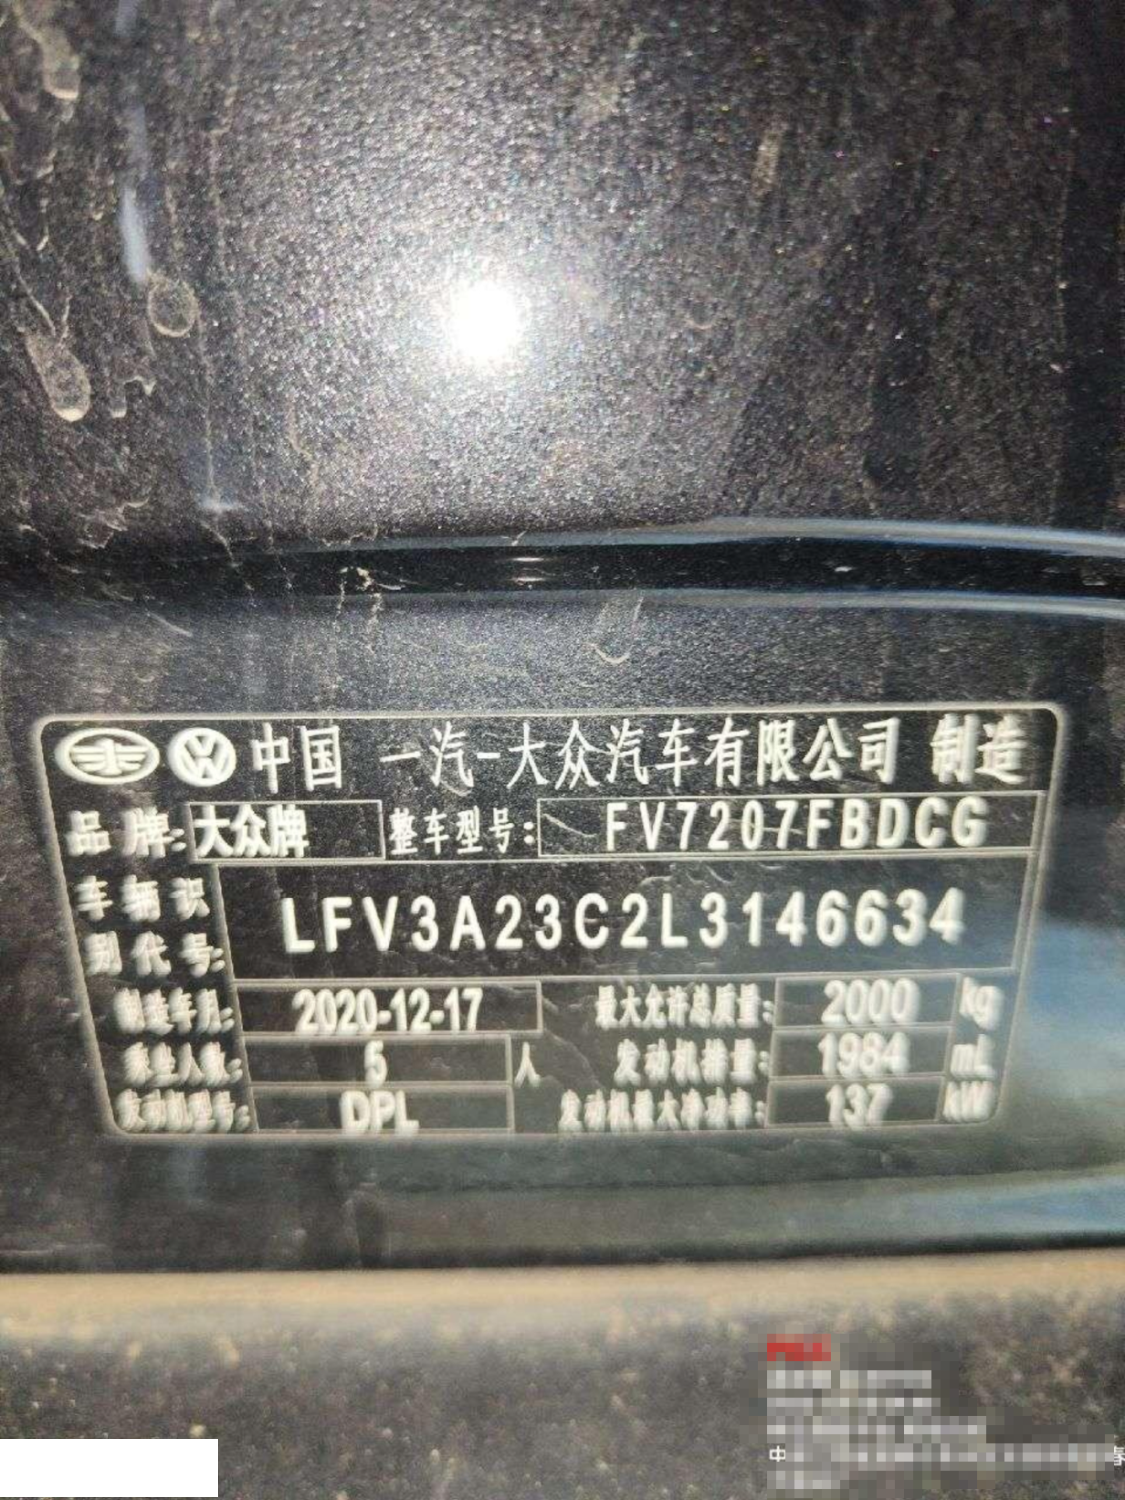 中国 一汽-大众汽车有限公司 制造
品牌: 大众牌 整车型号: FV7207FBDCG
车辆识别代号: LFV3A23C2L3146634
制造年月: 2020-12-17 最大允许总质量: 2000 kg
乘坐人数: 5 人 发动机排量: 1984 mL
发动机型号: DPL 发动机最大净功率: 137 kW
中
春